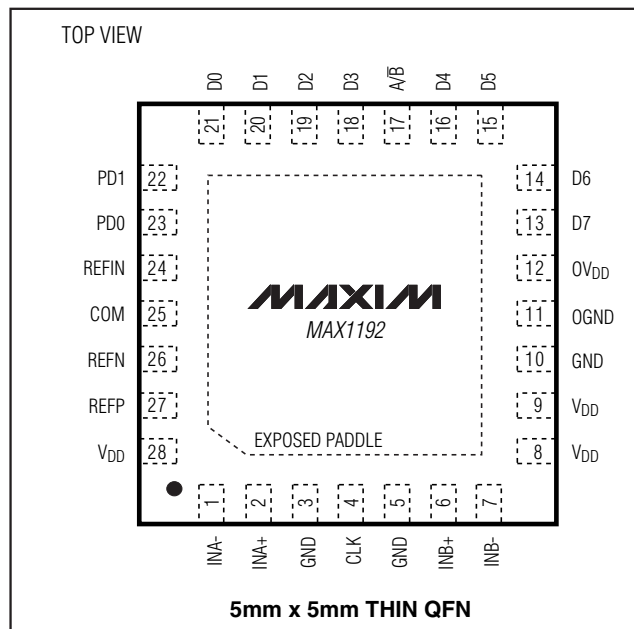 TOP VIEW
D0 D1 D2 D3 A/B̅ D4 D5
21 20 19 18 17 16 15
PD1 22 14 D6
PD0 23 13 D7
REFIN 24 12 OVDD
COM 25 11 OGND
REFN 26 10 GND
REFP 27 9 VDD
VDD 28 8 VDD
MAXIM
MAX1192
EXPOSED PADDLE
1 2 3 4 5 6 7
INA- INA+ GND CLK GND INB+ INB-
5mm x 5mm THIN QFN